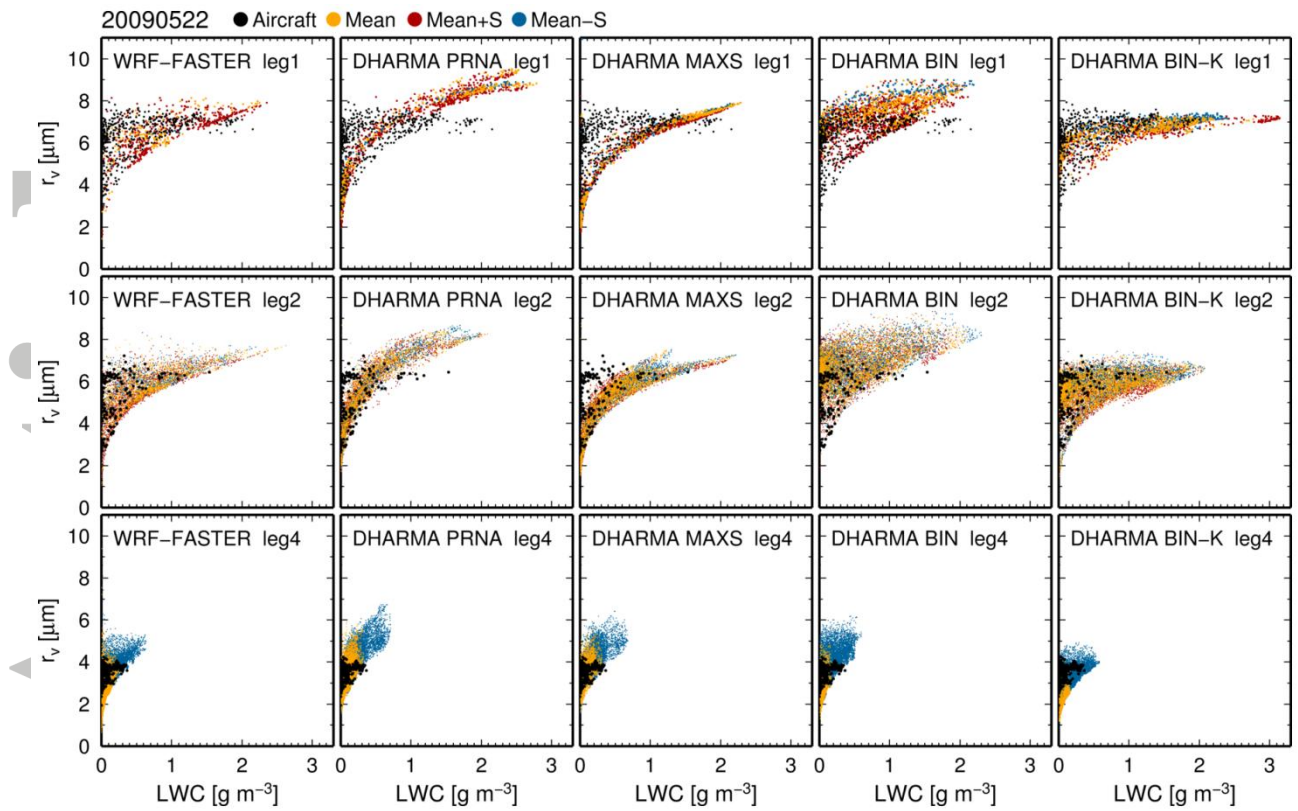 20090522 Aircraft Mean Mean+S Mean−S
WRF−FASTER leg1 DHARMA PRNA leg1 DHARMA MAXS leg1 DHARMA BIN leg1 DHARMA BIN−K leg1
10
8
6
4
2
0
r_v [μm]
WRF−FASTER leg2 DHARMA PRNA leg2 DHARMA MAXS leg2 DHARMA BIN leg2 DHARMA BIN−K leg2
10
8
6
4
2
0
r_v [μm]
WRF−FASTER leg4 DHARMA PRNA leg4 DHARMA MAXS leg4 DHARMA BIN leg4 DHARMA BIN−K leg4
10
8
6
4
2
0
r_v [μm]
0 1 2 3 0 1 2 3 0 1 2 3 0 1 2 3 0 1 2 3
LWC [g m⁻³] LWC [g m⁻³] LWC [g m⁻³] LWC [g m⁻³] LWC [g m⁻³]